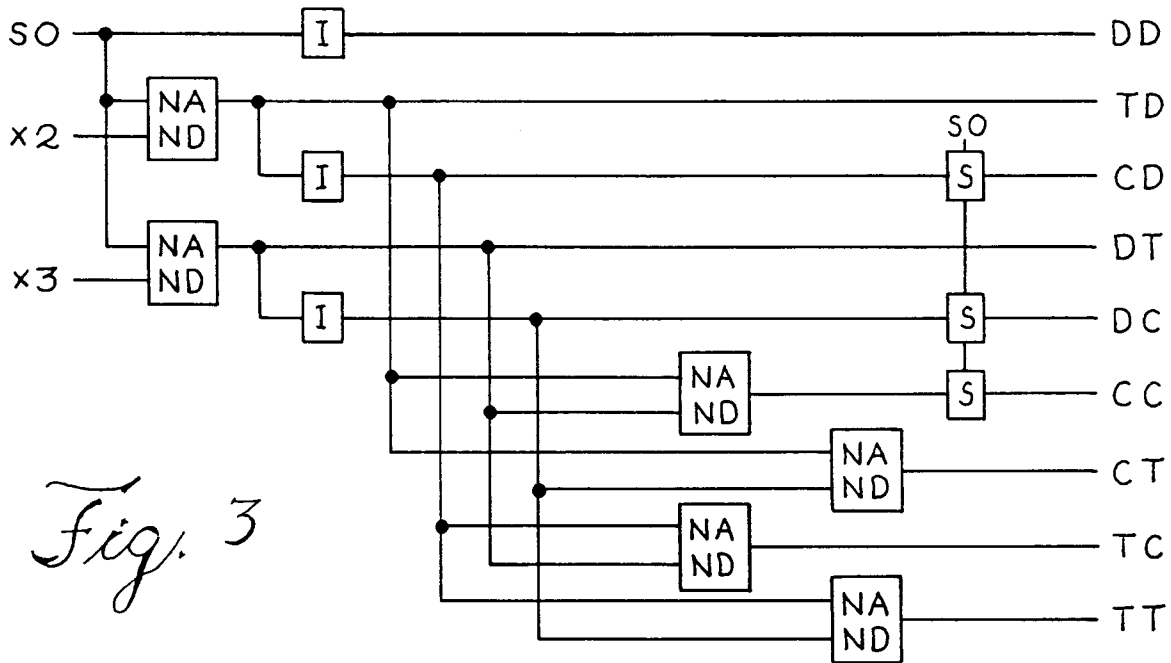 SO I DD
NA ND TD
X2
SO
I S CD
NA ND DT
X3
I S DC
NA ND S CC
NA ND CT
NA ND TC
NA ND TT
Fig. 3